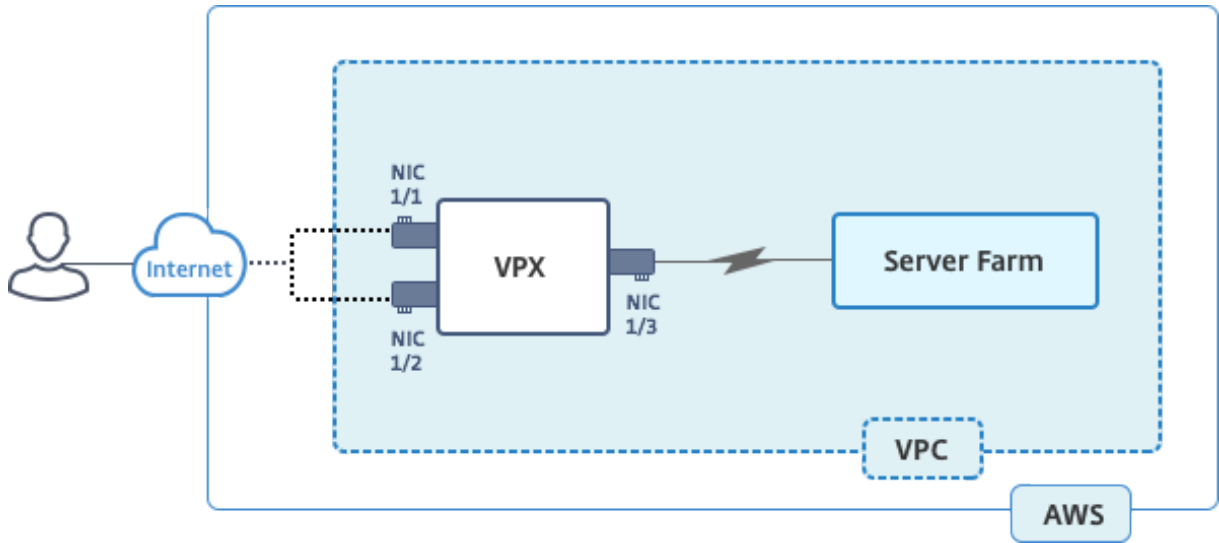 NIC
1/1
Internet
VPX
Server Farm
NIC
1/2
NIC
1/3
VPC
AWS